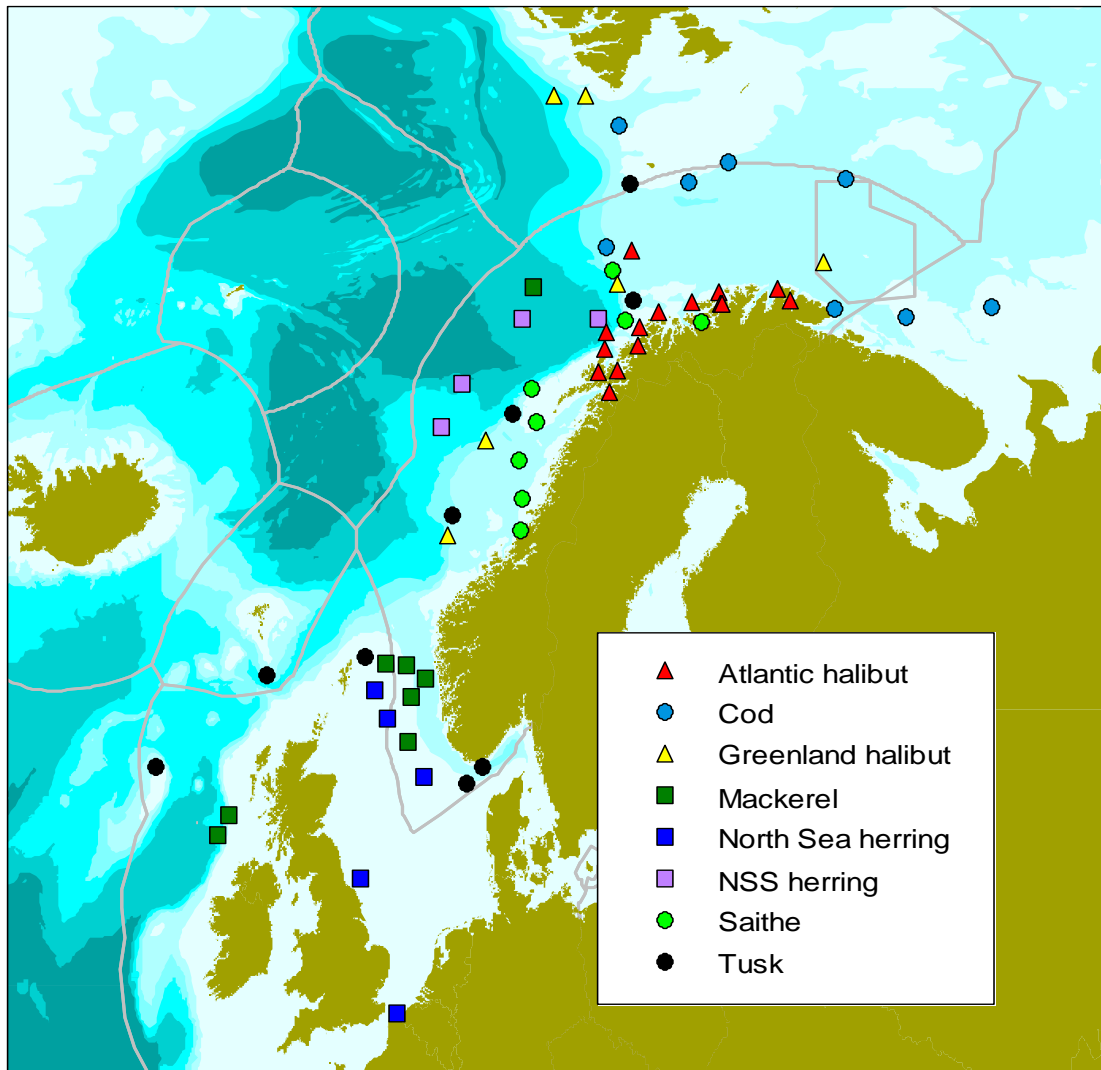 Atlantic halibut
Cod
Greenland halibut
Mackerel
North Sea herring
NSS herring
Saithe
Tusk